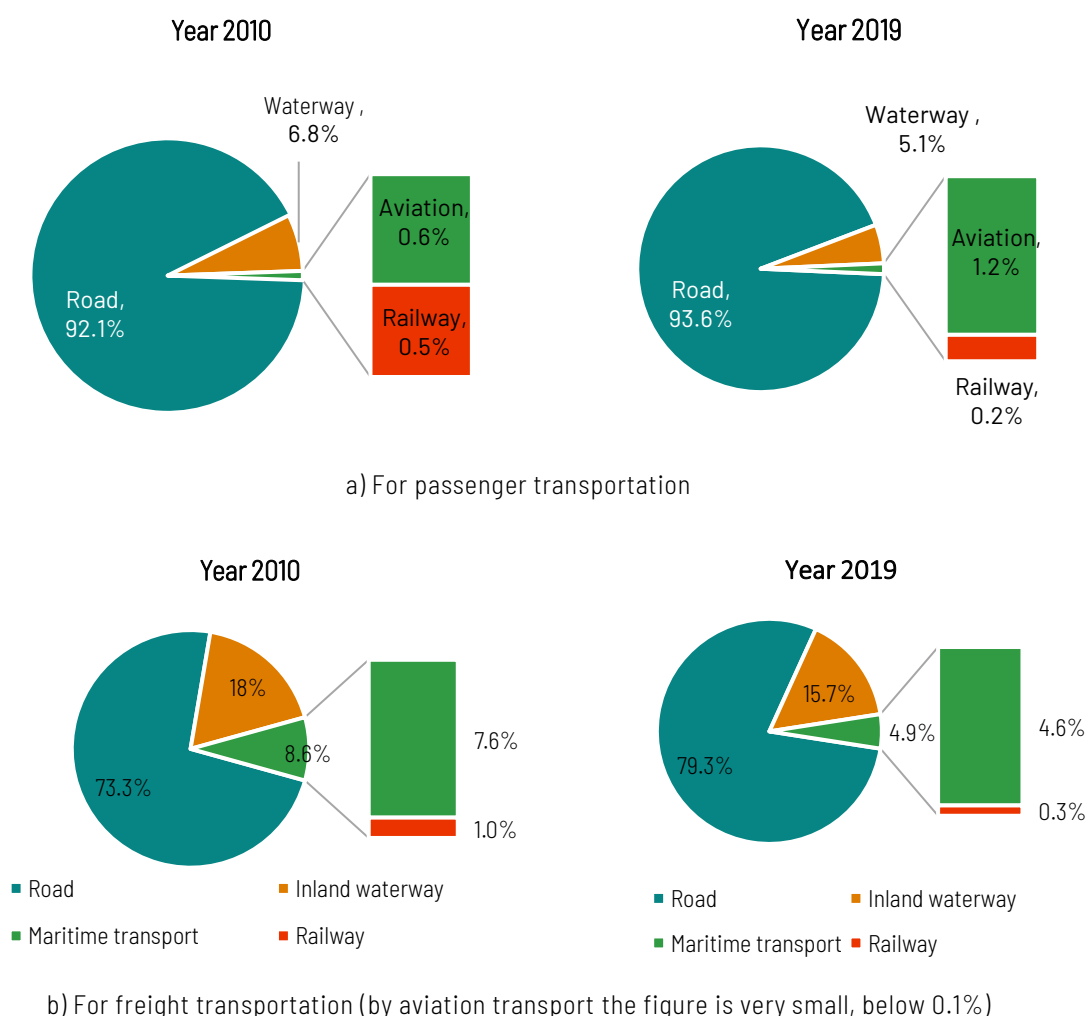 Year 2010
Waterway ,
6.8%
Aviation,
0.6%
Road,
92.1%
Railway,
0.5%
Year 2019
Waterway ,
5.1%
Aviation,
1.2%
Road,
93.6%
Railway,
0.2%
a) For passenger transportation
Year 2010
18%
7.6%
8.6%
73.3%
1.0%
Road
Inland waterway
Maritime transport
Railway
Year 2019
15.7%
4.6%
4.9%
79.3%
0.3%
Road
Inland waterway
Maritime transport
Railway
b) For freight transportation (by aviation transport the figure is very small, below 0.1%)